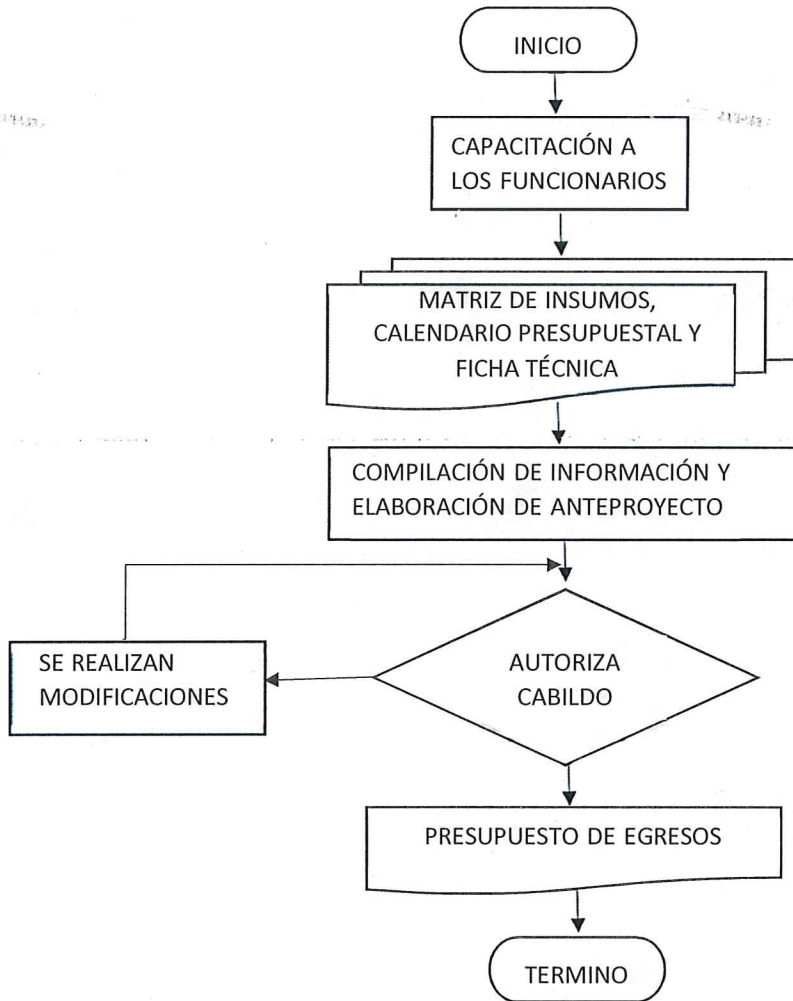 INICIO
CAPACITACIÓN A
LOS FUNCIONARIOS
MATRIZ DE INSUMOS,
CALENDARIO PRESUPUESTAL Y
FICHA TÉCNICA
COMPILACIÓN DE INFORMACIÓN Y
ELABORACIÓN DE ANTEPROYECTO
AUTORIZA
CABILDO
SE REALIZAN
MODIFICACIONES
PRESUPUESTO DE EGRESOS
TERMINO